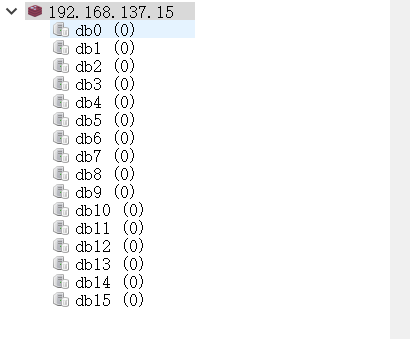 192.168.137.15
db0 (0)
db1 (0)
db2 (0)
db3 (0)
db4 (0)
db5 (0)
db6 (0)
db7 (0)
db8 (0)
db9 (0)
db10 (0)
db11 (0)
db12 (0)
db13 (0)
db14 (0)
db15 (0)